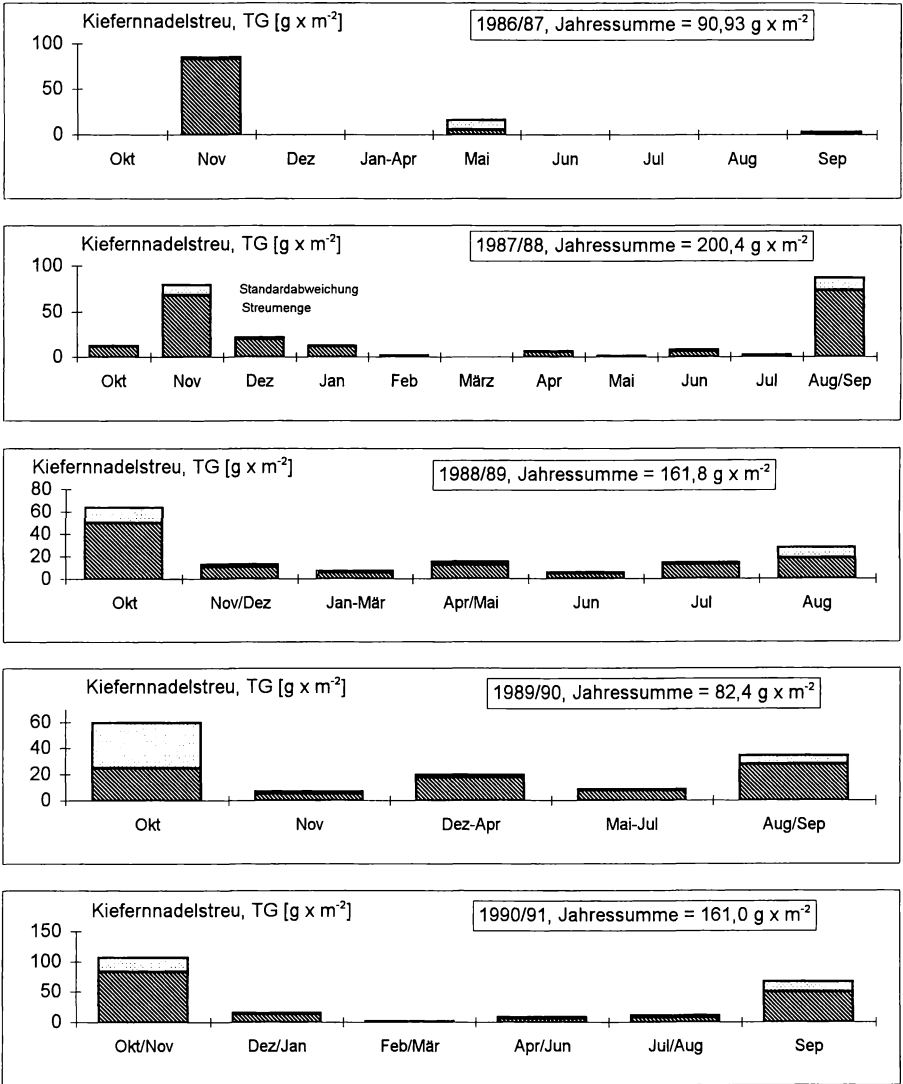 Kiefernnadelstreu, TG [g x m⁻²]
1986/87, Jahressumme = 90,93 g x m⁻²
100
50
0
Okt Nov Dez Jan-Apr Mai Jun Jul Aug Sep
Kiefernnadelstreu, TG [g x m⁻²]
1987/88, Jahressumme = 200,4 g x m⁻²
100
Standardabweichung
50
Streumenge
0
Okt Nov Dez Jan Feb März Apr Mai Jun Jul Aug/Sep
Kiefernnadelstreu, TG [g x m⁻²]
1988/89, Jahressumme = 161,8 g x m⁻²
80
60
40
20
0
Okt Nov/Dez Jan-Mär Apr/Mai Jun Jul Aug
Kiefernnadelstreu, TG [g x m⁻²]
1989/90, Jahressumme = 82,4 g x m⁻²
60
40
20
0
Okt Nov Dez-Apr Mai-Jul Aug/Sep
Kiefernnadelstreu, TG [g x m⁻²]
1990/91, Jahressumme = 161,0 g x m⁻²
150
100
50
0
Okt/Nov Dez/Jan Feb/Mär Apr/Jun Jul/Aug Sep